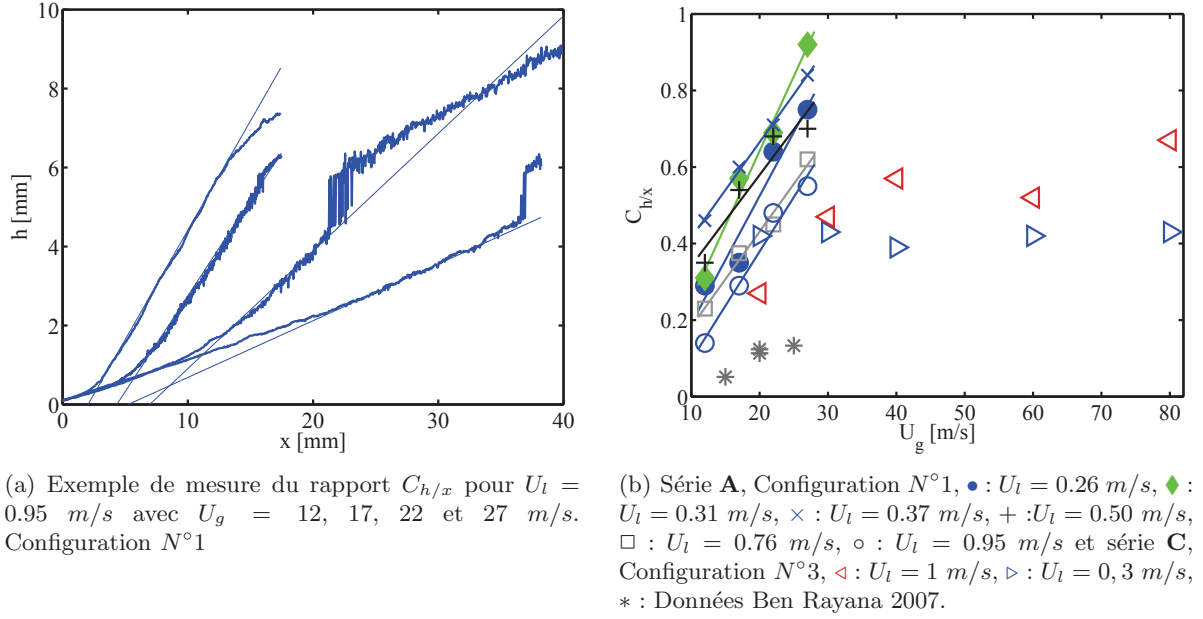 10
8
6
4
2
0
h [mm]
0 10 20 30 40
x [mm]
1
0.8
0.6
0.4
0.2
0
C_{h/x}
10 20 30 40 50 60 70 80
U_g [m/s]
(a) Exemple de mesure du rapport C_{h/x} pour U_l =
0.95 m/s avec U_g = 12, 17, 22 et 27 m/s.
Configuration N°1
(b) Série A, Configuration N°1, • : U_l = 0.26 m/s, ♦ :
U_l = 0.31 m/s, × : U_l = 0.37 m/s, + :U_l = 0.50 m/s,
□ : U_l = 0.76 m/s, ○ : U_l = 0.95 m/s et série C,
Configuration N°3, ◁ : U_l = 1 m/s, ▷ : U_l = 0,3 m/s,
∗ : Données Ben Rayana 2007.